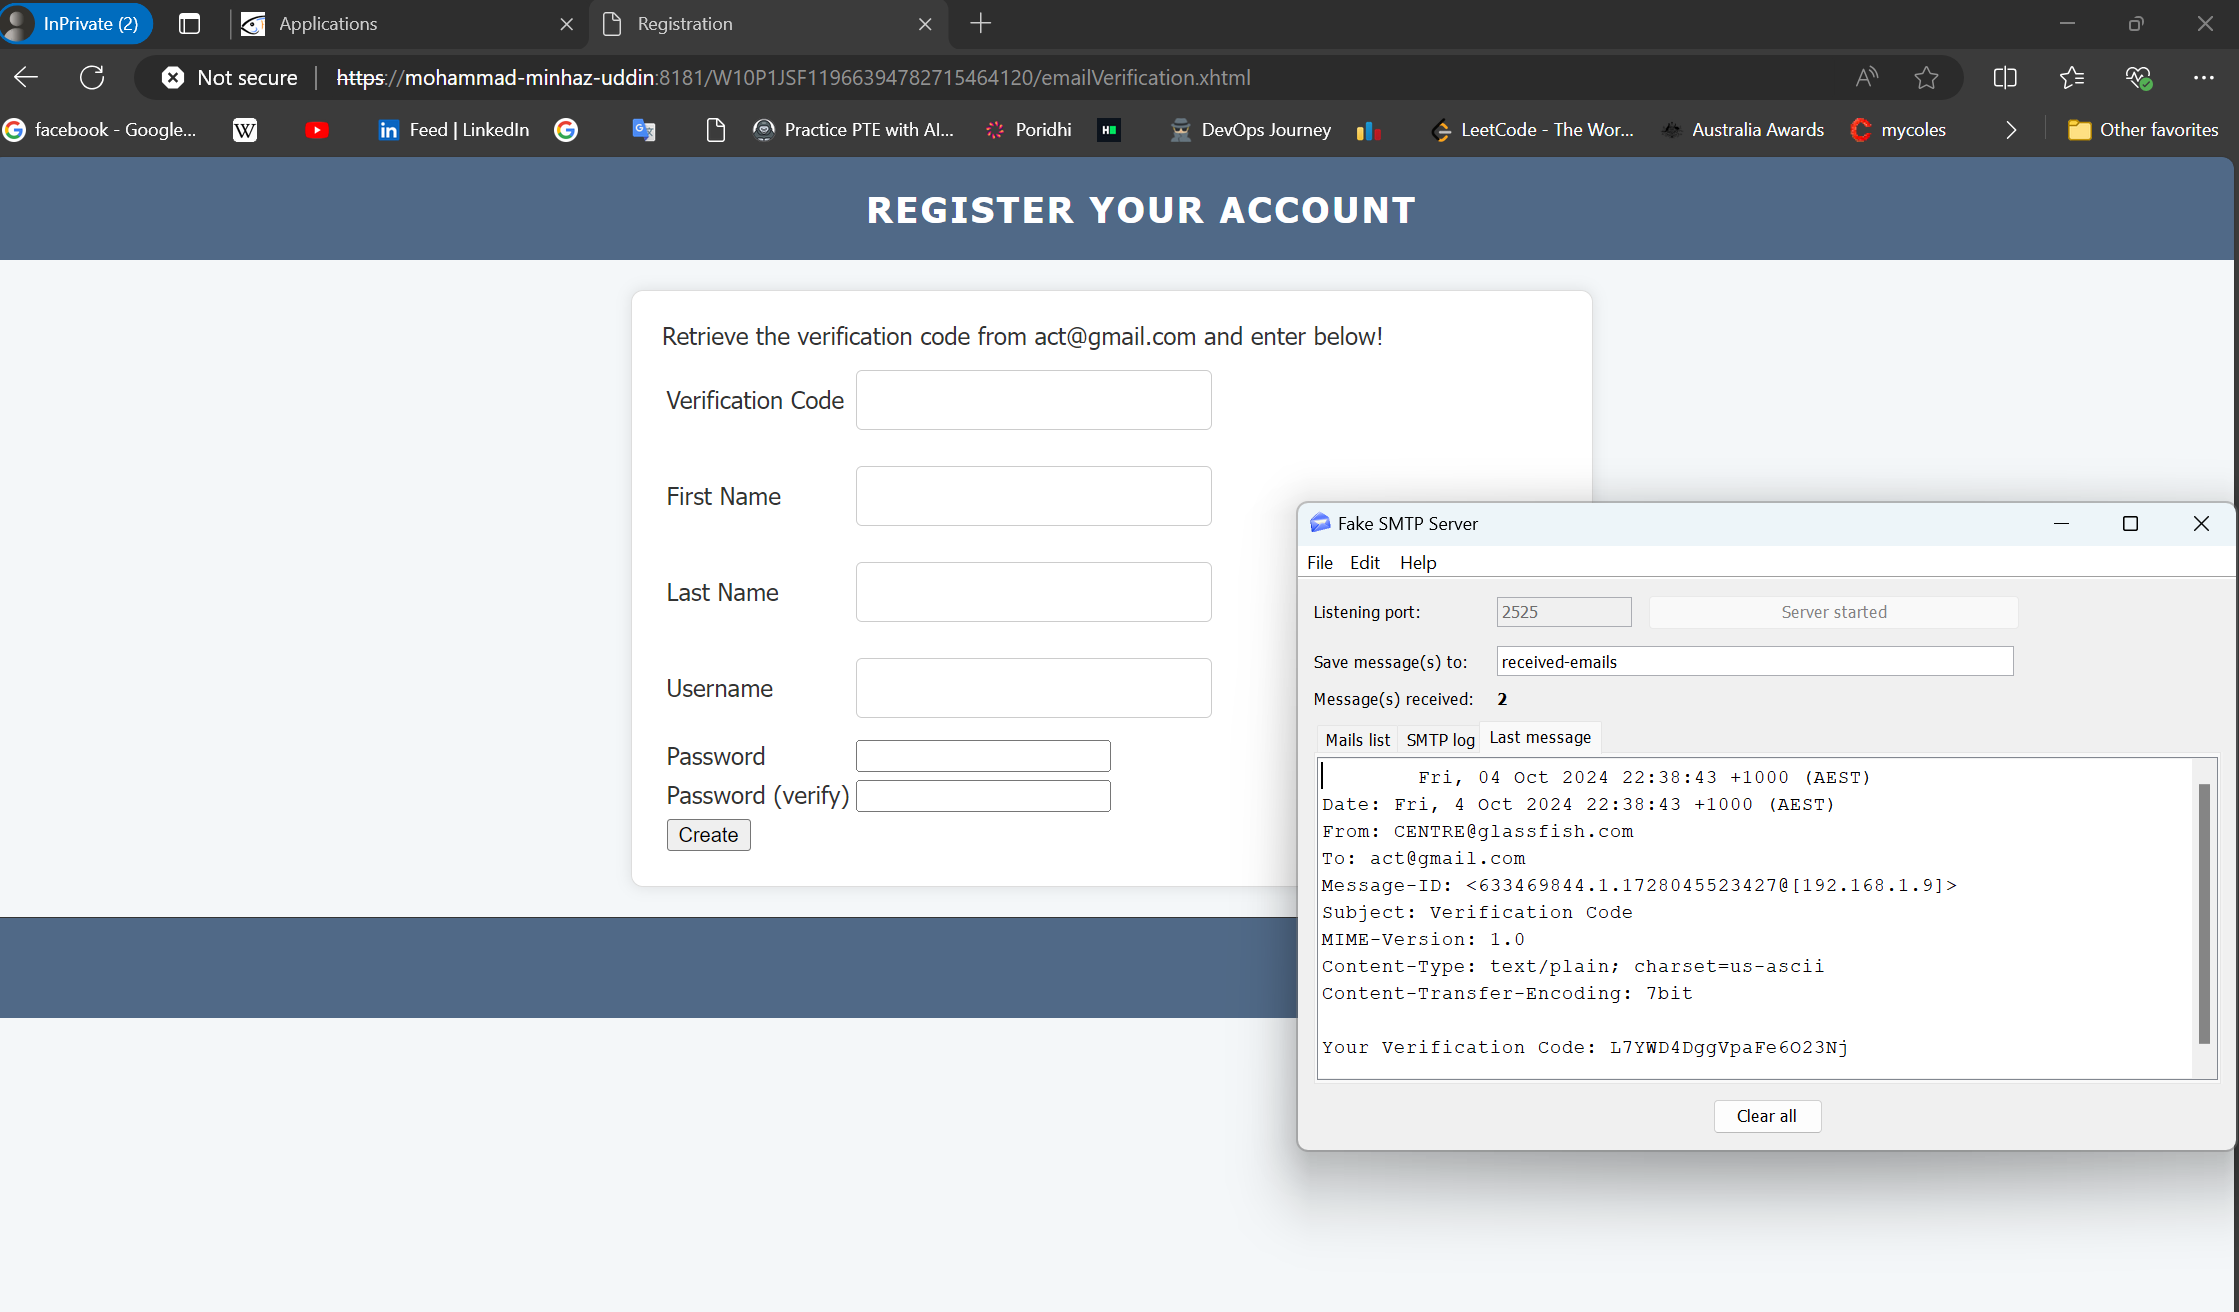 InPrivate (2)
Applications
Registration
Not secure
https://mohammad-minhaz-uddin:8181/W10P1JSF11966394782715464120/emailVerification.xhtml
facebook - Google...
W
in Feed | LinkedIn
Practice PTE with AI...
Poridhi
DevOps Journey
LeetCode - The Wor...
Australia Awards
mycoles
Other favorites
REGISTER YOUR ACCOUNT
Retrieve the verification code from act@gmail.com and enter below!
Verification Code
First Name
Last Name
Username
Password
Password (verify)
Create
Fake SMTP Server
File Edit Help
Listening port: 2525 Server started
Save message(s) to: received-emails
Message(s) received: 2
Mails list SMTP log Last message
Fri, 04 Oct 2024 22:38:43 +1000 (AEST)
Date: Fri, 4 Oct 2024 22:38:43 +1000 (AEST)
From: CENTRE@glassfish.com
To: act@gmail.com
Message-ID: <633469844.1.1728045523427@[192.168.1.9]>
Subject: Verification Code
MIME-Version: 1.0
Content-Type: text/plain; charset=us-ascii
Content-Transfer-Encoding: 7bit
Your Verification Code: L7YWD4DggVpaFe6O23Nj
Clear all